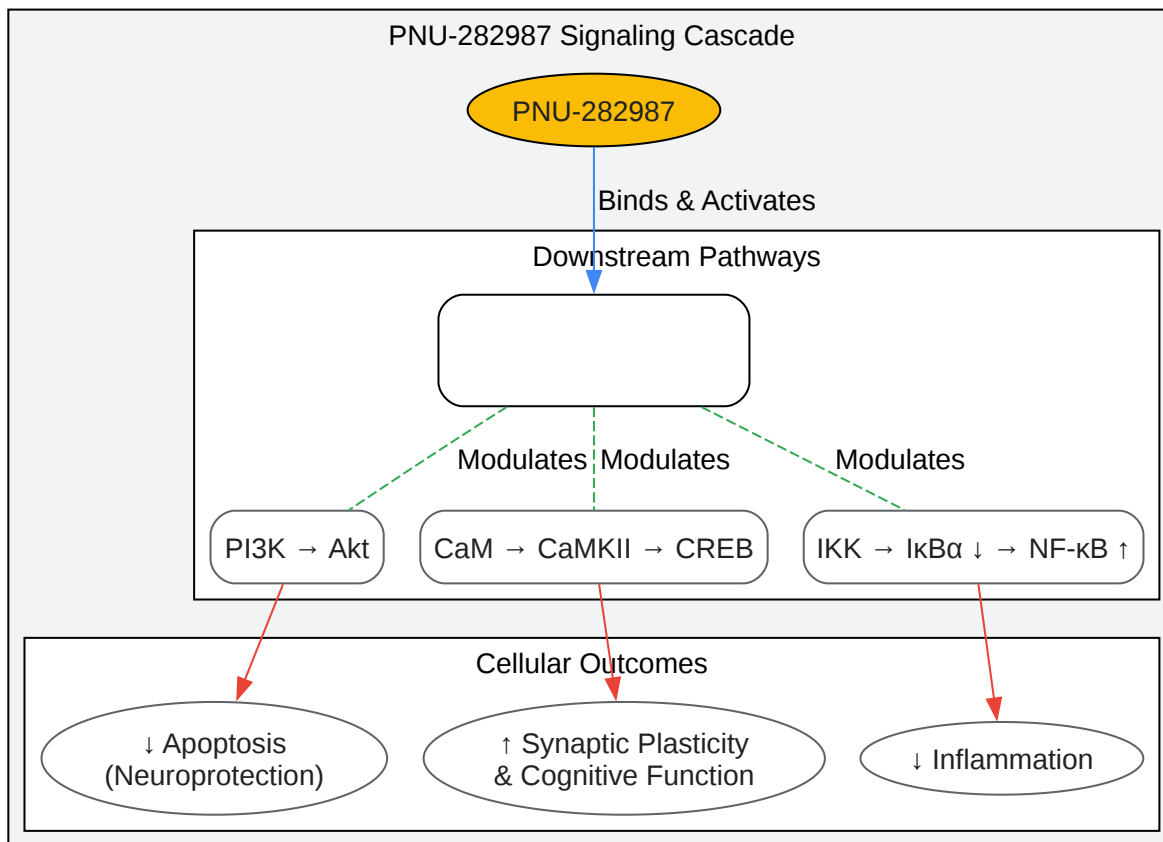 PNU-282987 Signaling Cascade
PNU-282987
Binds & Activates
Downstream Pathways
Modulates
Modulates
Modulates
PI3K → Akt
CaM → CaMKII → CREB
IKK → IκBα ↓ → NF-κB ↑
Cellular Outcomes
↓ Apoptosis
(Neuroprotection)
↑ Synaptic Plasticity
& Cognitive Function
↓ Inflammation